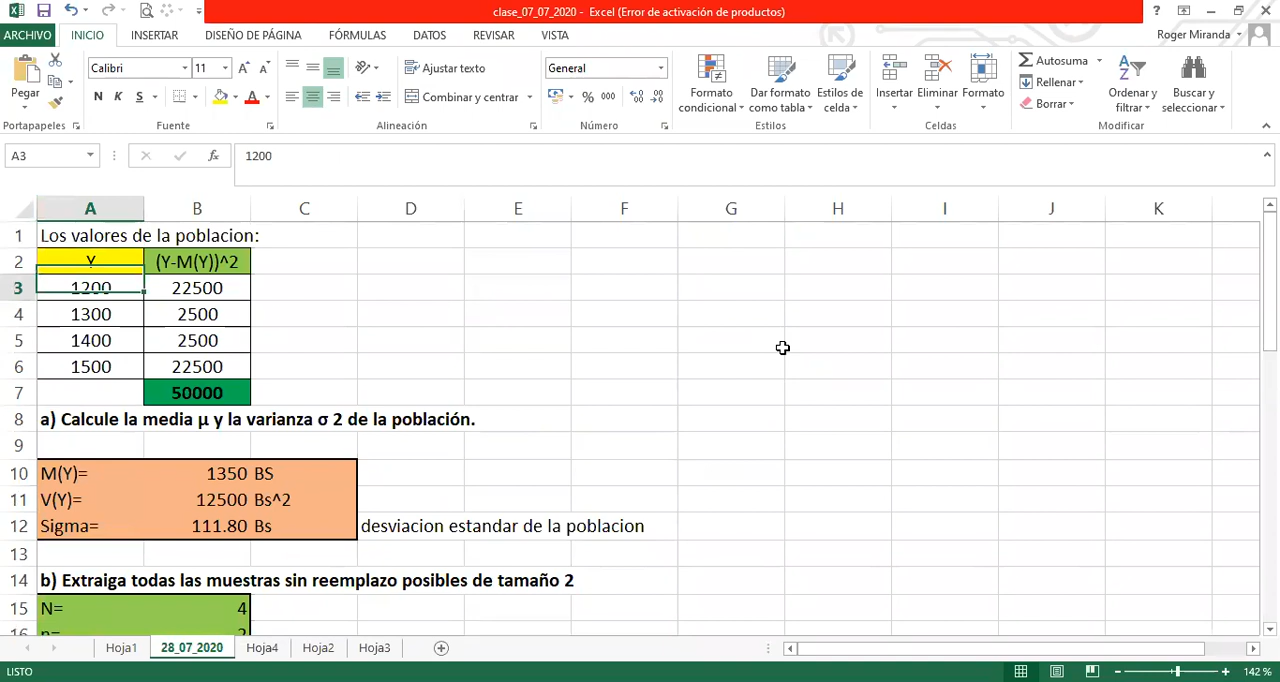 clase_07_07_2020 - Excel (Error de activación de productos)
ARCHIVO INICIO INSERTAR DISEÑO DE PÁGINA FÓRMULAS DATOS REVISAR VISTA Roger Miranda
Pegar
Calibri 11
N K S
Ajustar texto
Combinar y centrar
General
% 000
Formato condicional
Dar formato como tabla
Estilos de celda
Insertar Eliminar Formato
Autosuma
Rellenar
Borrar
Ordenar y filtrar
Buscar y seleccionar
Portapapeles Fuente Alineación Número Estilos Celdas Modificar
A3 fx 1200
A B C D E F G H I J K
1 Los valores de la poblacion:
2 Y (Y-M(Y))^2
3 1200 22500
4 1300 2500
5 1400 2500
6 1500 22500
7 50000
8 a) Calcule la media μ y la varianza σ 2 de la población.
9
10 M(Y)= 1350 BS
11 V(Y)= 12500 Bs^2
12 Sigma= 111.80 Bs desviacion estandar de la poblacion
13
14 b) Extraiga todas las muestras sin reemplazo posibles de tamaño 2
15 N= 4
16 n= 2
Hoja1 28_07_2020 Hoja4 Hoja2 Hoja3
LISTO 142 %